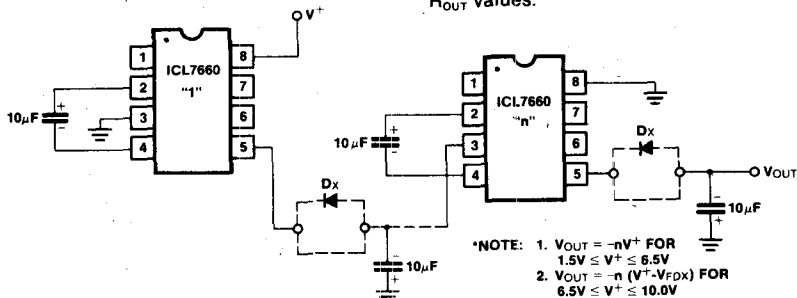 ROUT values.
V+
1
8
2
ICL7660
"1"
7
3
6
4
5
10µF
+
−
DX
10µF
−
+
1
8
ICL7660
"n"
2
7
3
6
4
5
10µF
+
−
DX
VOUT
−
10µF
+
*NOTE: 1. VOUT = -nV+ FOR
1.5V ≤ V+ ≤ 6.5V
2. VOUT = -n (V+-VFDX) FOR
6.5V ≤ V+ ≤ 10.0V